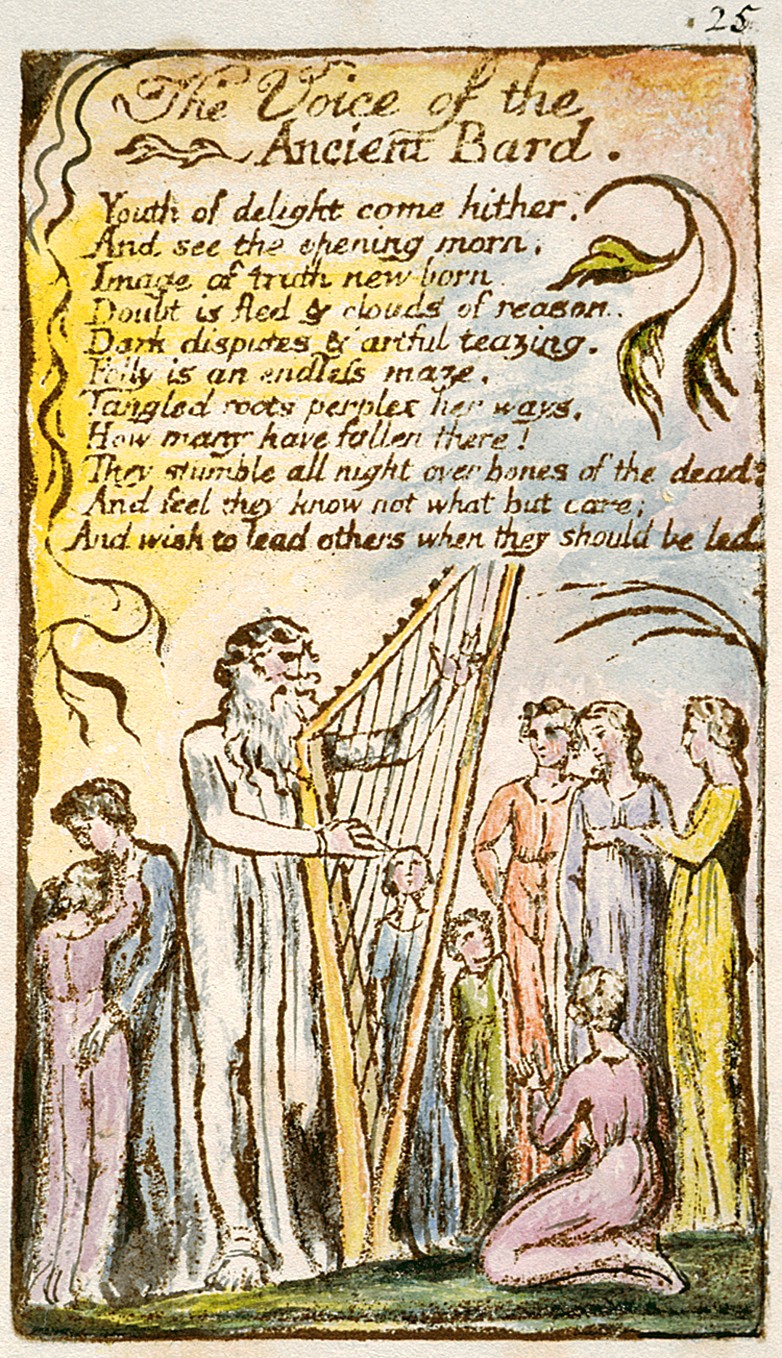 25
The Voice of the
Ancient Bard.
Youth of delight come hither.
And see the opening morn,
Image of truth new born
Doubt is fled & clouds of reason.
Dark disputes & artful teazing.
Folly is an endless maze,
Tangled roots perplex her ways,
How many have fallen there!
They stumble all night over bones of the dead;
And feel they know not what but care;
And wish to lead others when they should be led.